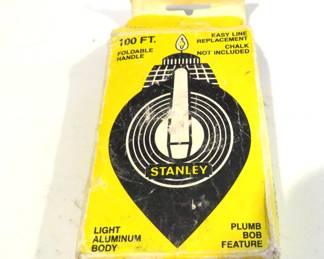 100 FT.
FOLDABLE
HANDLE
EASY LINE
REPLACEMENT
CHALK
NOT INCLUDED
STANLEY
LIGHT
ALUMINUM
BODY
PLUMB
BOB
FEATURE